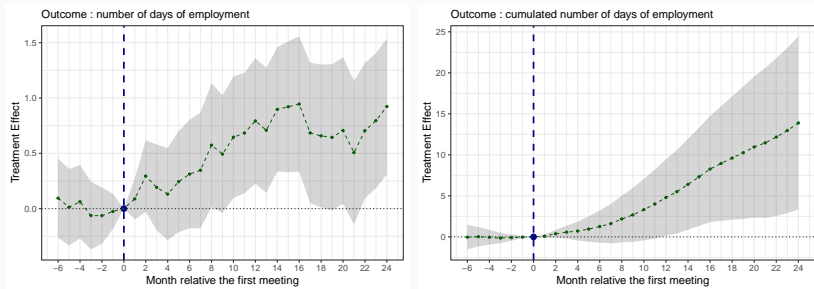 Outcome : number of days of employment
1.5
1.0
0.5
0.0
Treatment Effect
−6 −4 −2 0 2 4 6 8 10 12 14 16 18 20 22 24
Month relative the first meeting
Outcome : cumulated number of days of employment
25
20
15
10
5
0
Treatment Effect
−6 −4 −2 0 2 4 6 8 10 12 14 16 18 20 22 24
Month relative the first meeting